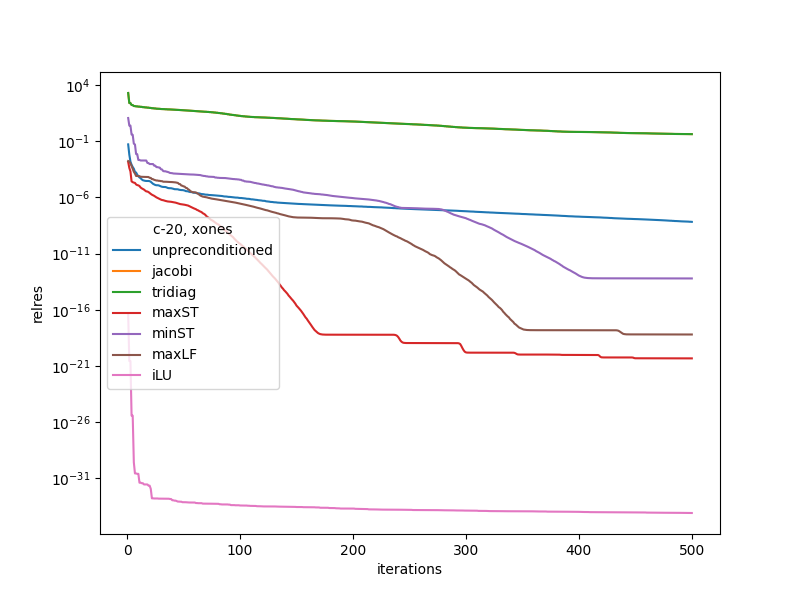 10^4
10^−1
10^−6
10^−11
10^−16
10^−21
10^−26
10^−31
relres
c-20, xones
unpreconditioned
jacobi
tridiag
maxST
minST
maxLF
iLU
0 100 200 300 400 500
iterations